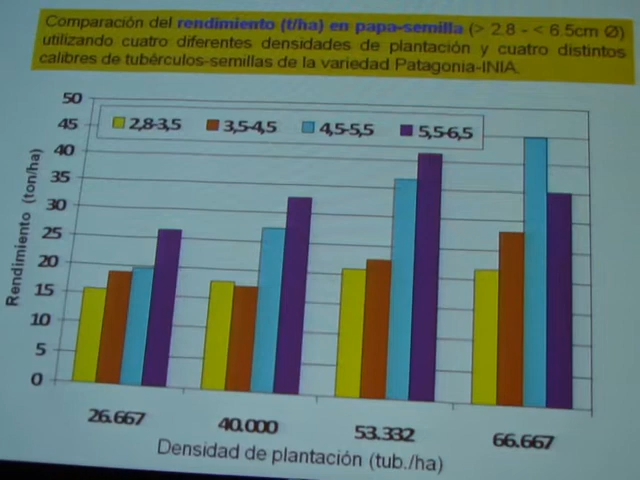 Comparación del rendimiento (t/ha) en papa-semilla (> 2.8 - < 6.5cm Ø)
utilizando cuatro diferentes densidades de plantación y cuatro distintos
calibres de tubérculos-semillas de la variedad Patagonia-INIA.
50
45
40
35
30
25
20
15
10
5
0
Rendimiento (ton/ha)
2,8-3,5 3,5-4,5 4,5-5,5 5,5-6,5
26.667 40.000 53.332 66.667
Densidad de plantación (tub./ha)